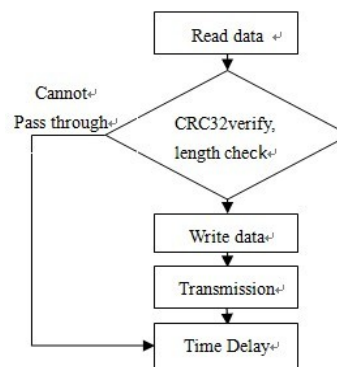 Read data
Cannot
Pass through
CRC32verify,
length check
Write data
Transmission
Time Delay